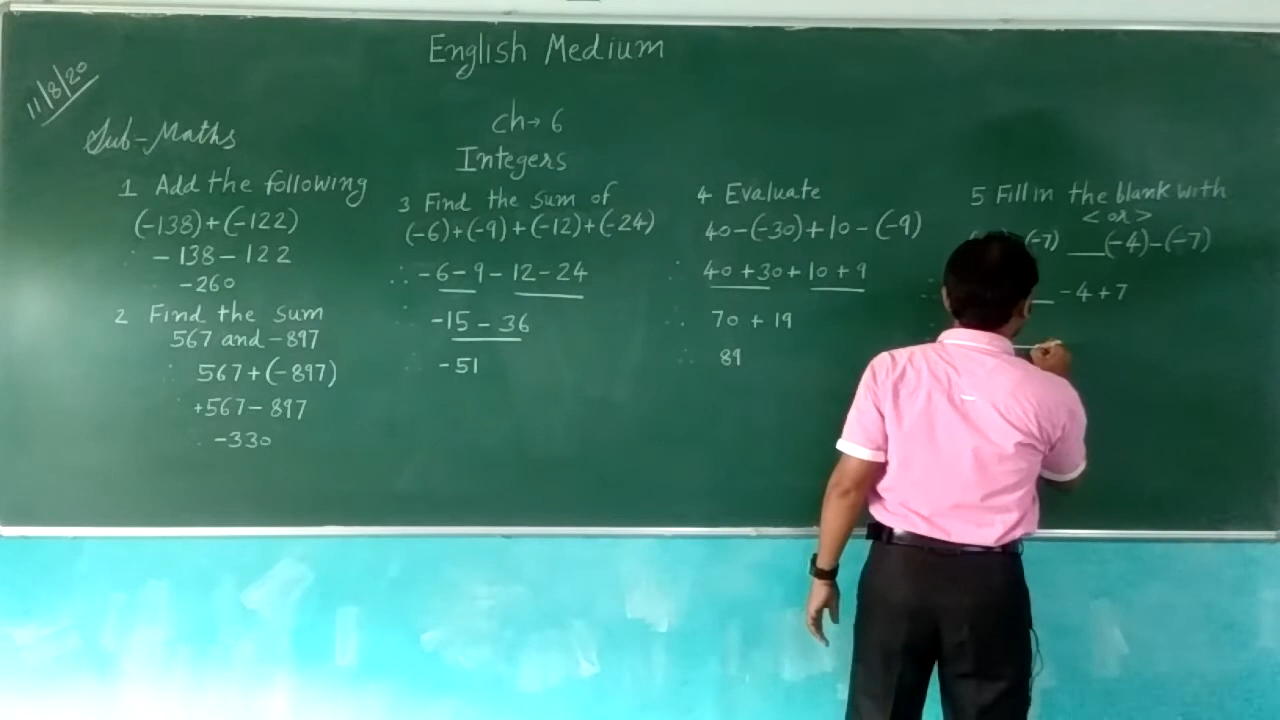 English Medium
11/8/20
Sub-Maths
ch→ 6
Integers
1 Add the following
(-138)+(-122)
∴ -138-122
∴ -260
2 Find the sum
567 and -897
∴ 567+(-897)
∴ +567-897
∴ -330
3 Find the sum of
(-6)+(-9)+(-12)+(-24)
∴ -6-9-12-24
∴ -15-36
∴ -51
4 Evaluate
40-(-30)+10-(-9)
∴ 40+30+10+9
∴ 70+19
∴ 89
5 Fill in the blank with
< or >
(-7) __ (-4)-(-7)
__ -4+7